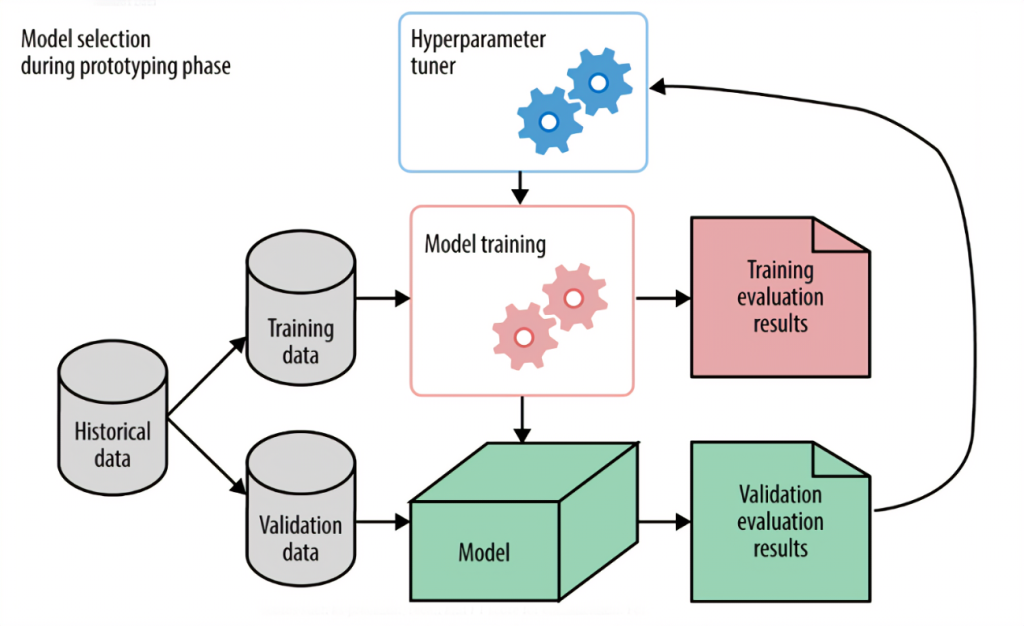 Model selection
during prototyping phase
Hyperparameter
tuner
Model training
Training
evaluation
results
Training
data
Historical
data
Validation
data
Model
Validation
evaluation
results